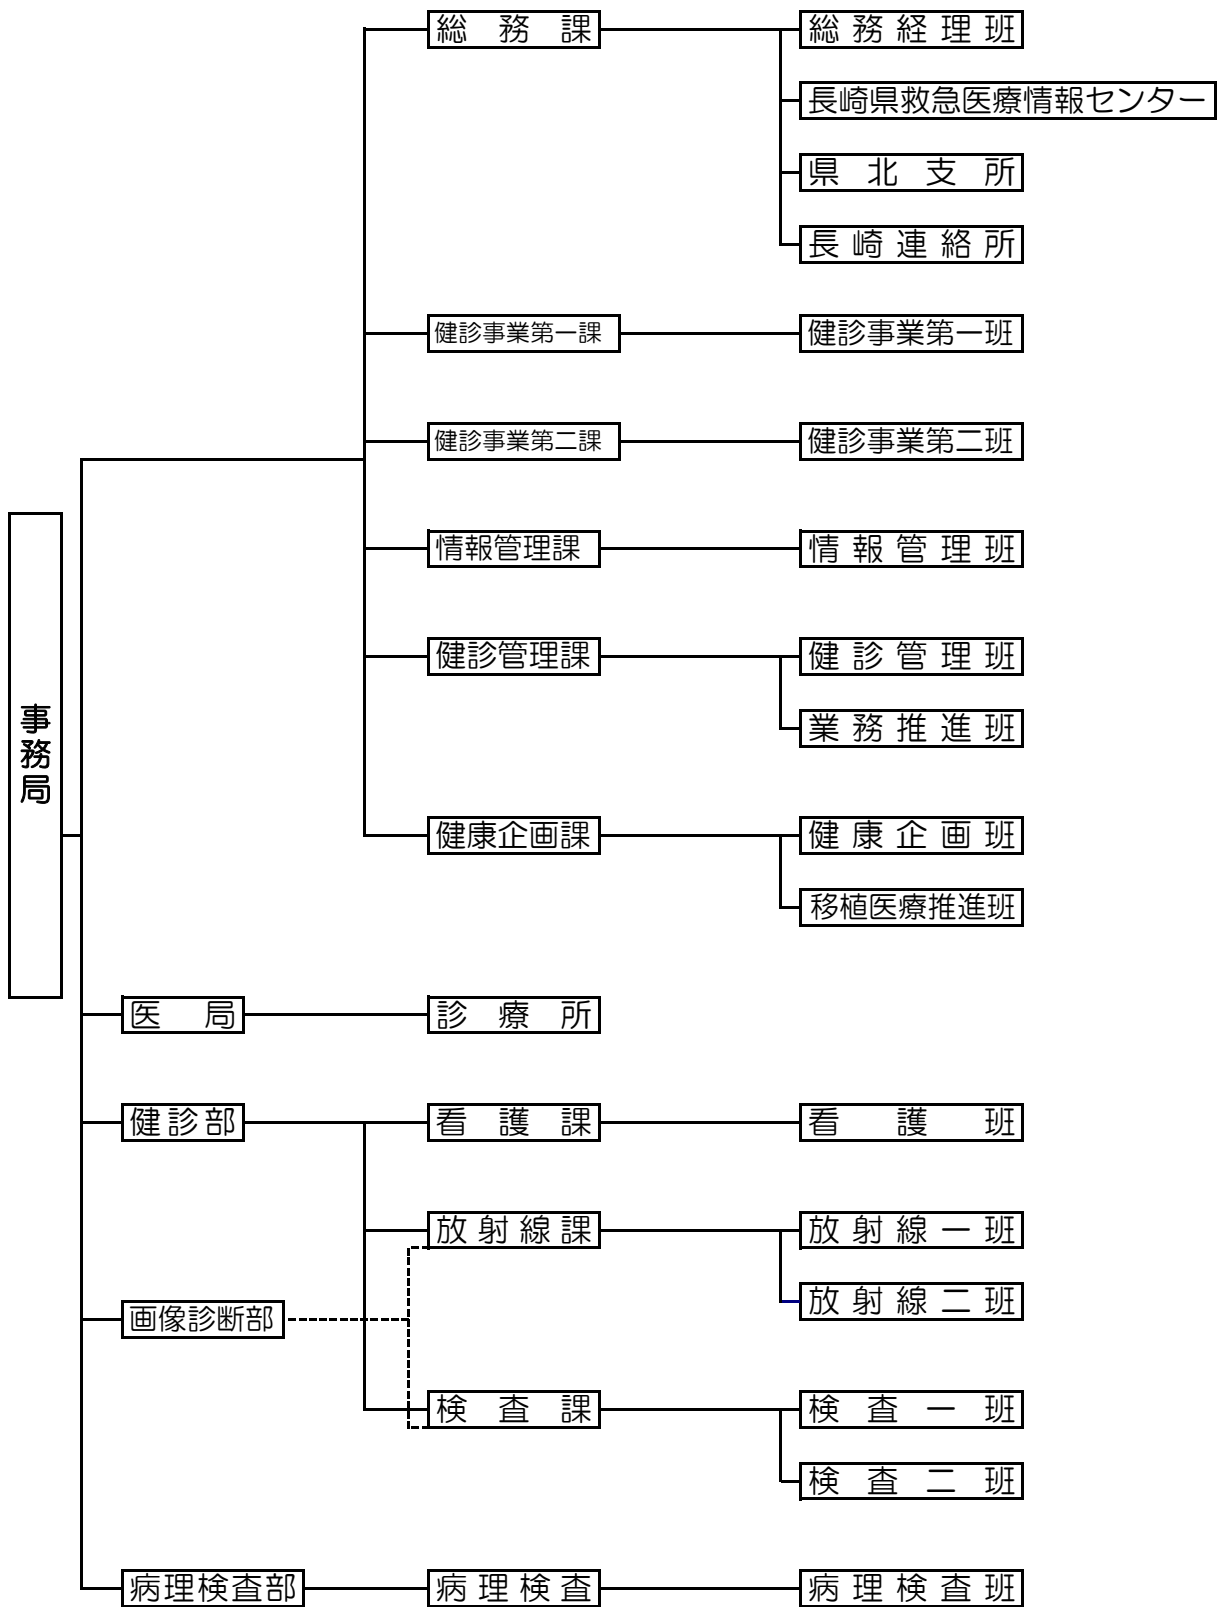 総務課
総務経理班
長崎県救急医療情報センター
県北支所
長崎連絡所
健診事業第一課
健診事業第一班
健診事業第二課
健診事業第二班
情報管理課
情報管理班
健診管理課
健診管理班
業務推進班
事務局
健康企画課
健康企画班
移植医療推進班
医局
診療所
健診部
看護課
看護班
放射線課
放射線一班
放射線二班
画像診断部
検査課
検査一班
検査二班
病理検査部
病理検査
病理検査班